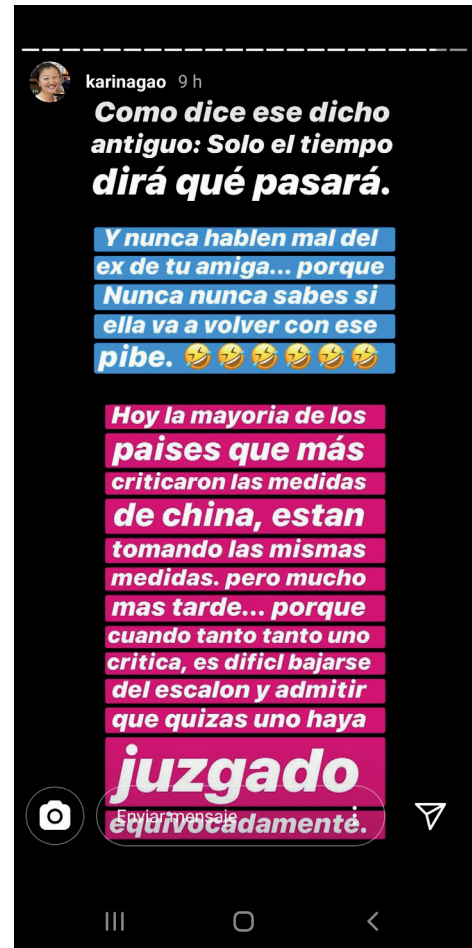 karinagao 9 h
Como dice ese dicho
antiguo: Solo el tiempo
dirá qué pasará.
Y nunca hablen mal del
ex de tu amiga... porque
Nunca nunca sabes si
ella va a volver con ese
pibe. 🤣🤣🤣🤣🤣🤣
Hoy la mayoria de los
paises que más
criticaron las medidas
de china, estan
tomando las mismas
medidas. pero mucho
mas tarde... porque
cuando tanto tanto uno
critica, es dificl bajarse
del escalon y admitir
que quizas uno haya
juzgado
equivocadamente.
Enviar mensaje